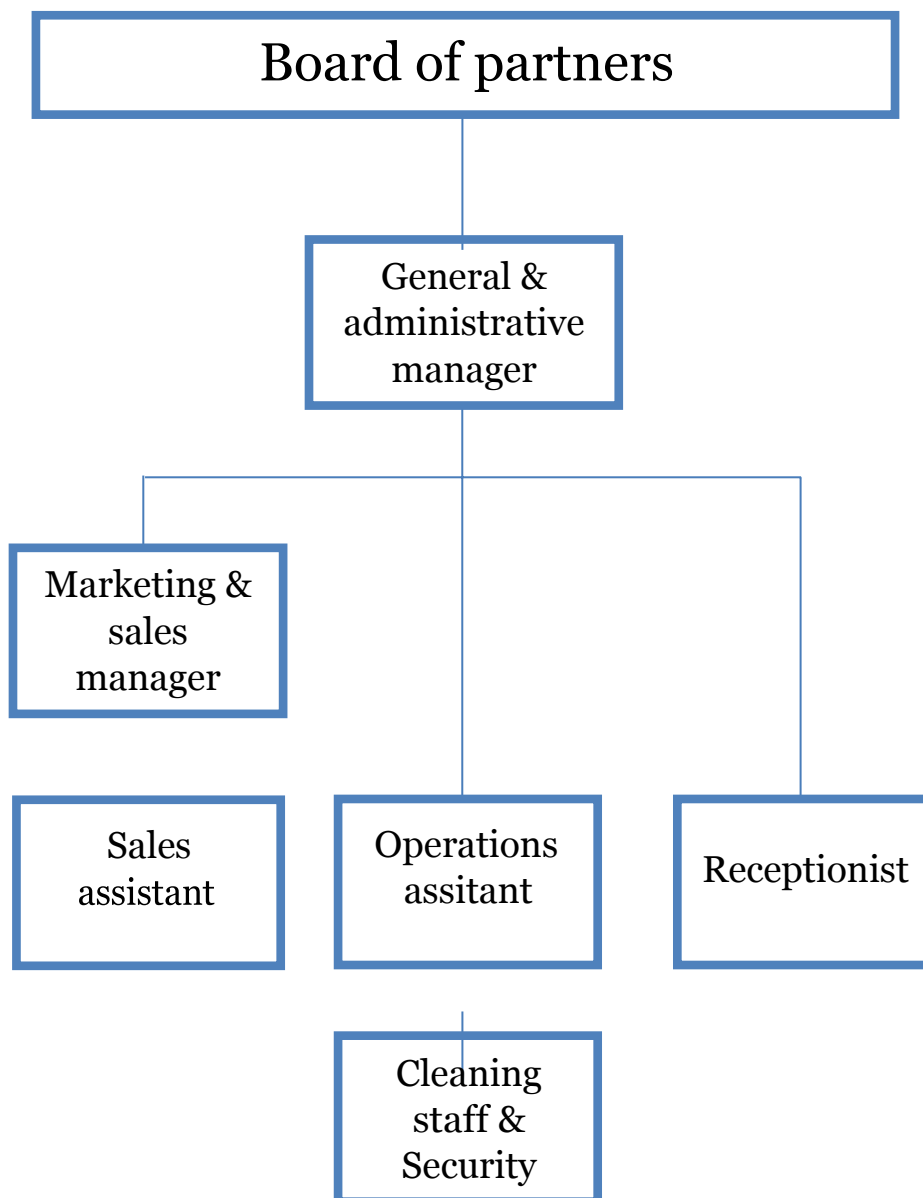 Board of partners
General &
administrative
manager
Marketing &
sales
manager
Sales
assistant
Operations
assitant
Receptionist
Cleaning
staff &
Security